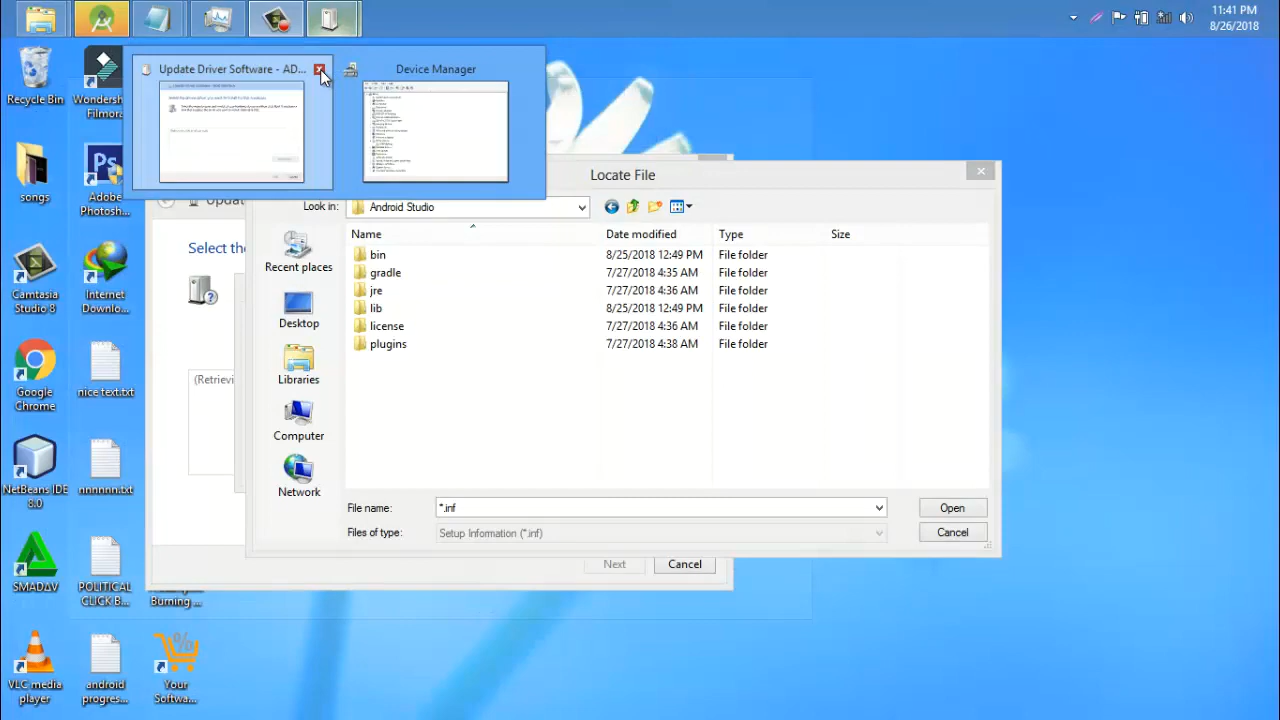 11:41 PM
8/26/2018
Update Driver Software - AD...
Device Manager
Recycle Bin
Wondersh
Filmora
songs
Adobe
Photosh...
Camtasia
Studio 8
Internet
Downlo...
Google
Chrome
nice text.txt
NetBeans IDE
8.0
nnnnnn.txt
SMADAV
POLITICAL
CLICK B...
Burning ...
VLC media
player
android
progres...
Your
Softwa...
Select the
(Retrievi
Next
Cancel
Locate File
Look in:
Android Studio
Recent places
Desktop
Libraries
Computer
Network
Name Date modified Type Size
bin 8/25/2018 12:49 PM File folder
gradle 7/27/2018 4:35 AM File folder
jre 7/27/2018 4:36 AM File folder
lib 8/25/2018 12:49 PM File folder
license 7/27/2018 4:36 AM File folder
plugins 7/27/2018 4:38 AM File folder
File name: *.inf Open
Files of type: Setup Information (*.inf) Cancel